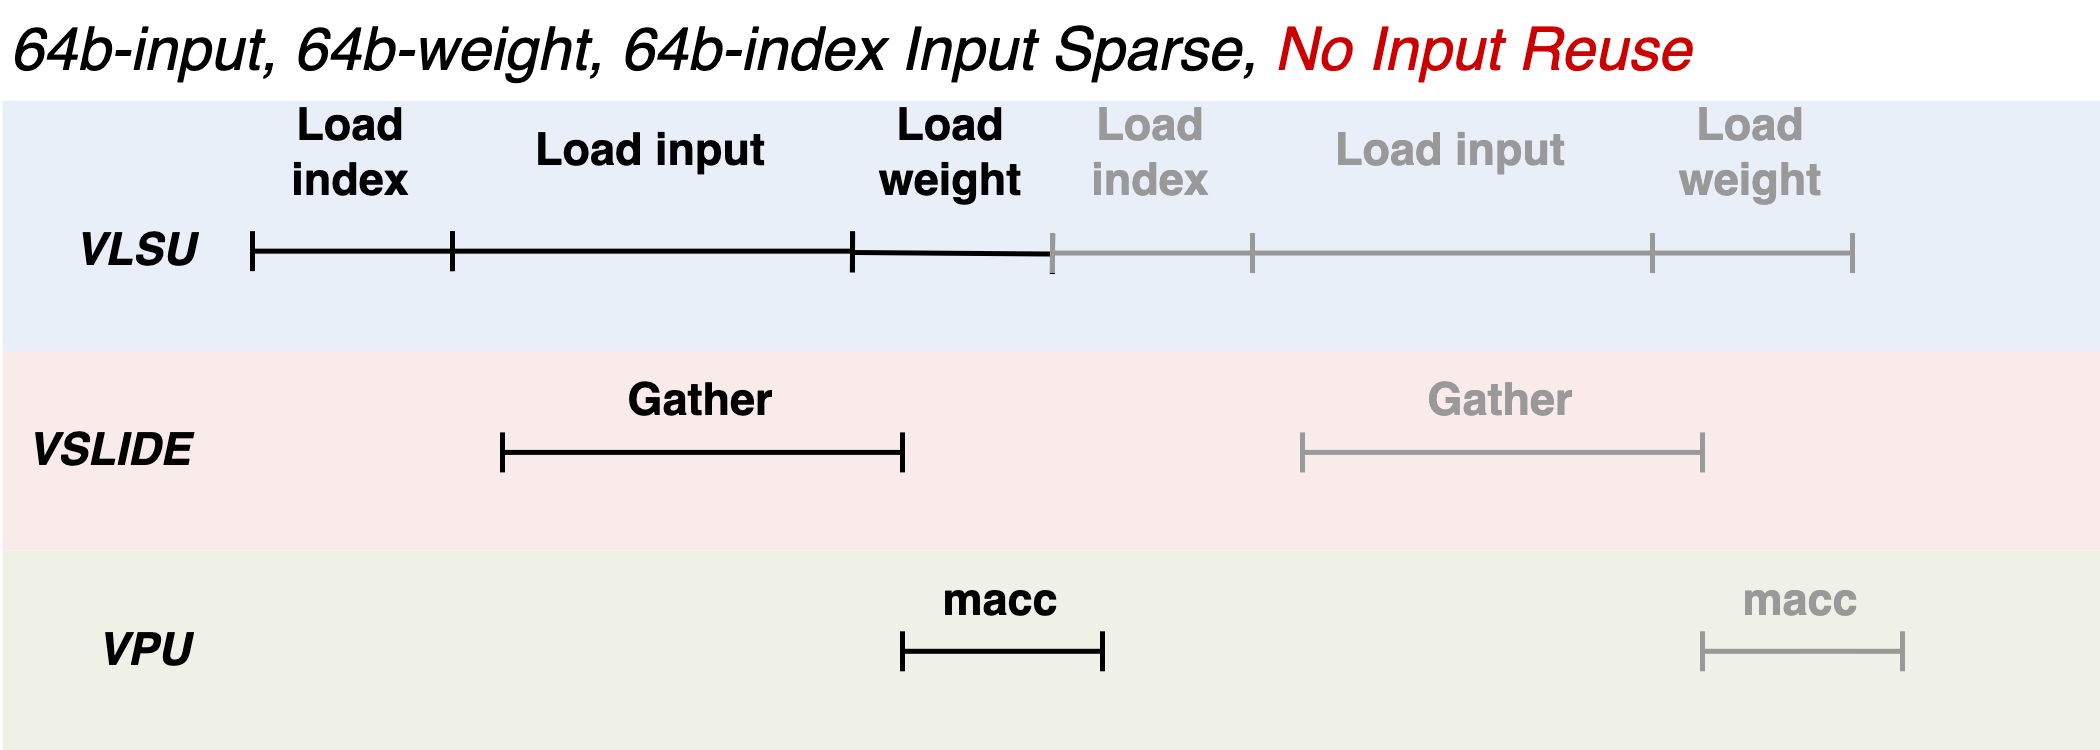 64b-input, 64b-weight, 64b-index Input Sparse, No Input Reuse
Load index
Load input
Load weight
Load index
Load input
Load weight
VLSU
Gather
Gather
VSLIDE
macc
macc
VPU